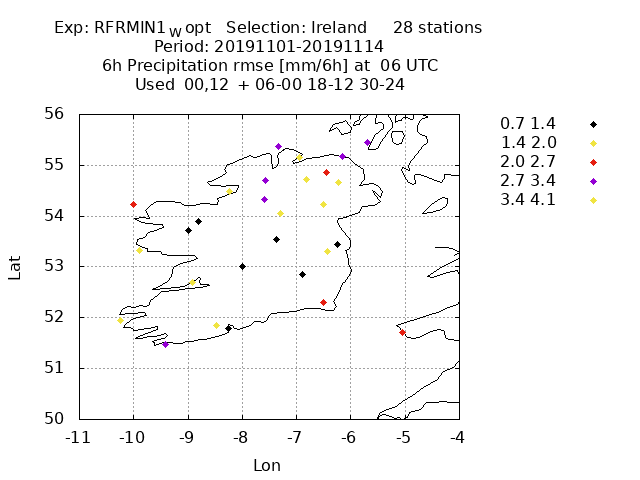 Exp: RFRMIN1_W opt Selection: Ireland 28 stations
Period: 20191101-20191114
6h Precipitation rmse [mm/6h] at 06 UTC
Used 00,12 + 06-00 18-12 30-24
0.7 1.4
1.4 2.0
2.0 2.7
2.7 3.4
3.4 4.1
56
55
54
53
52
51
50
Lat
-11 -10 -9 -8 -7 -6 -5 -4
Lon